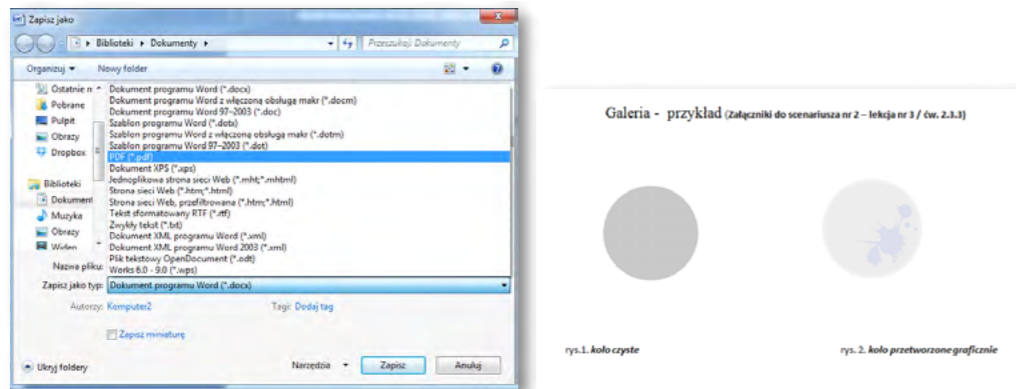 Zapisz jako
Biblioteki ▸ Dokumenty ▸
Przeszukaj: Dokumenty
Organizuj
Nowy folder
Ostatnie n
Pobrane
Pulpit
Obrazy
Dropbox
Biblioteki
Dokument
Muzyka
Obrazy
Wideo
Dokument programu Word (*.docx)
Dokument programu Word z włączoną obsługą makr (*.docm)
Dokument programu Word 97–2003 (*.doc)
Szablon programu Word (*.dotx)
Szablon programu Word z włączoną obsługą makr (*.dotm)
Szablon programu Word 97–2003 (*.dot)
PDF (*.pdf)
Dokument XPS (*.xps)
Jednoplikowa strona sieci Web (*.mht;*.mhtml)
Strona sieci Web (*.htm;*.html)
Strona sieci Web, przefiltrowana (*.htm;*.html)
Tekst sformatowany RTF (*.rtf)
Zwykły tekst (*.txt)
Dokument XML programu Word (*.xml)
Dokument XML programu Word 2003 (*.xml)
Plik tekstowy OpenDocument (*.odt)
Works 6.0 - 9.0 (*.wps)
Nazwa pliku:
Zapisz jako typ: Dokument programu Word (*.docx)
Autorzy: Komputer2
Tagi: Dodaj tag
Zapisz miniaturę
Ukryj foldery
Narzędzia
Zapisz
Anuluj
Galeria - przykład (Załączniki do scenariusza nr 2 – lekcja nr 3 / ćw. 2.3.3)
rys.1. koło czyste
rys. 2. koło przetworzone graficznie